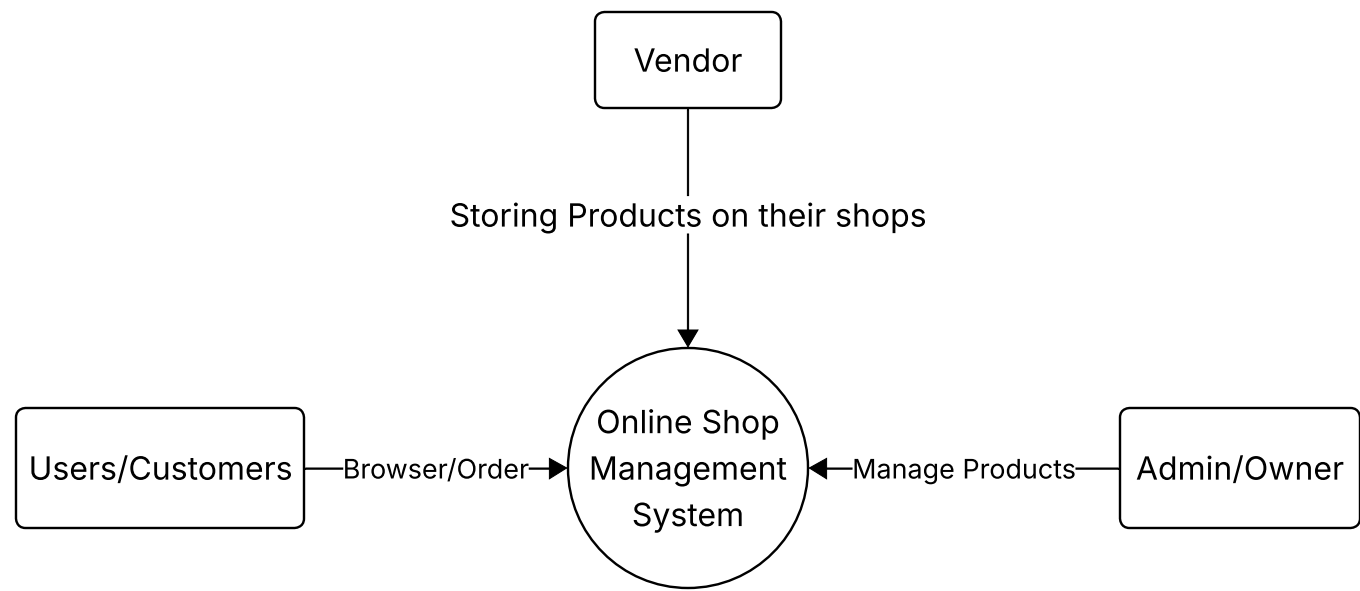 Vendor
Storing Products on their shops
Online Shop
Management
System
Users/Customers
Browser/Order
Manage Products
Admin/Owner